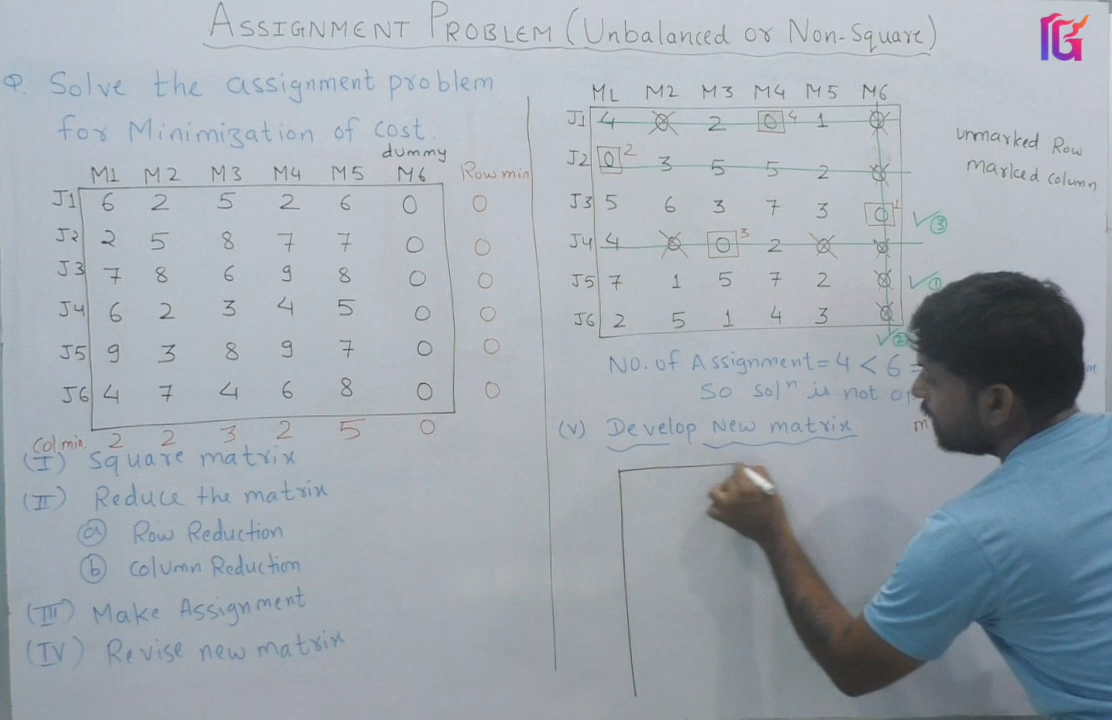 ASSIGNMENT PROBLEM (Unbalanced or Non-Square)
IG
Q. Solve the assignment problem
for Minimization of cost.
dummy
M1 M2 M3 M4 M5 M6 Row min
J1 6 2 5 2 6 0 0
J2 2 5 8 7 7 0 0
J3 7 8 6 9 8 0 0
J4 6 2 3 4 5 0 0
J5 9 3 8 9 7 0 0
J6 4 7 4 6 8 0 0
Col min. 2 2 3 2 5 0
(I) Square matrix
(II) Reduce the matrix
(a) Row Reduction
(b) Column Reduction
(III) Make Assignment
(IV) Revise new matrix
M1 M2 M3 M4 M5 M6
J1 4 0 2 0 4 1 0
J2 0 2 3 5 5 2 0
J3 5 6 3 7 3 0 1 ✓ 3
J4 4 0 0 3 2 0 0
J5 7 1 5 7 2 0 ✓ 1
J6 2 5 1 4 3 0
✓ 2
unmarked Row
marked column
No. of Assignment = 4 < 6 =
So solⁿ is not
(V) Develop New matrix